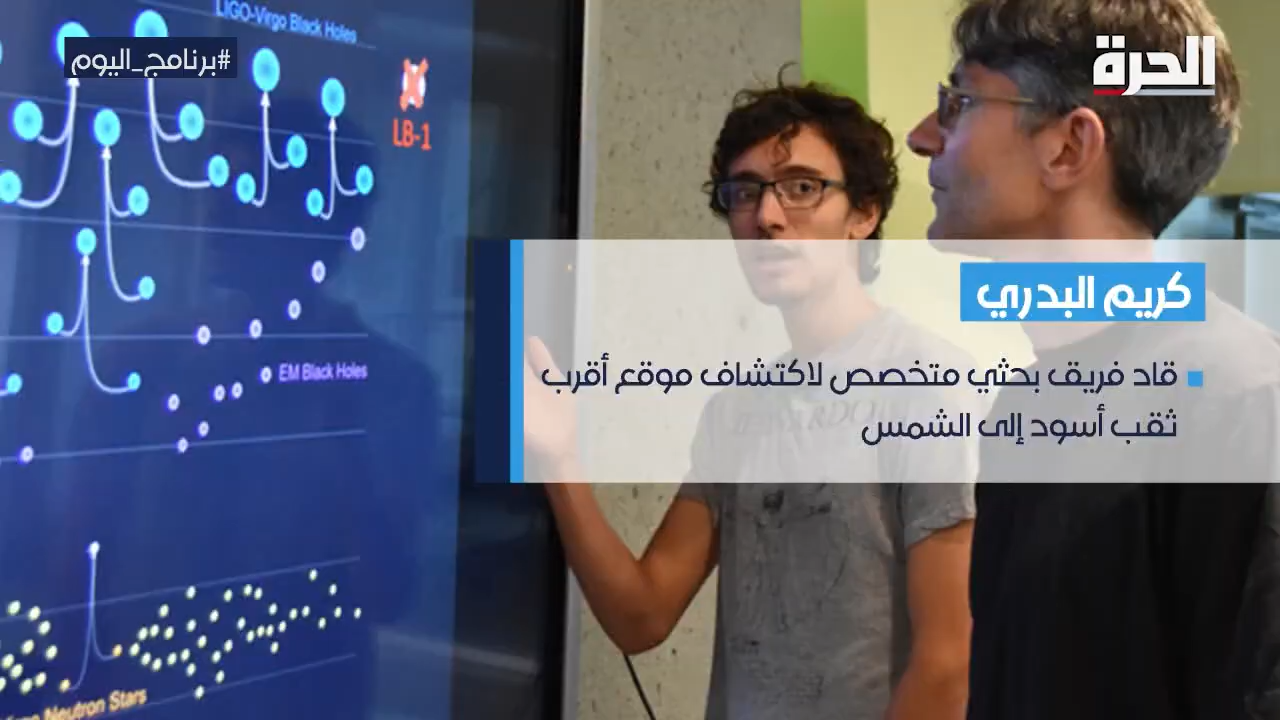 LIGO-Virgo Black Holes
#برنامج_اليوم
الحرة
LB-1
كريم البدري
قاد فريق بحثي متخصص لاكتشاف موقع أقرب
ثقب أسود إلى الشمس
EM Black Holes
Neutron Stars